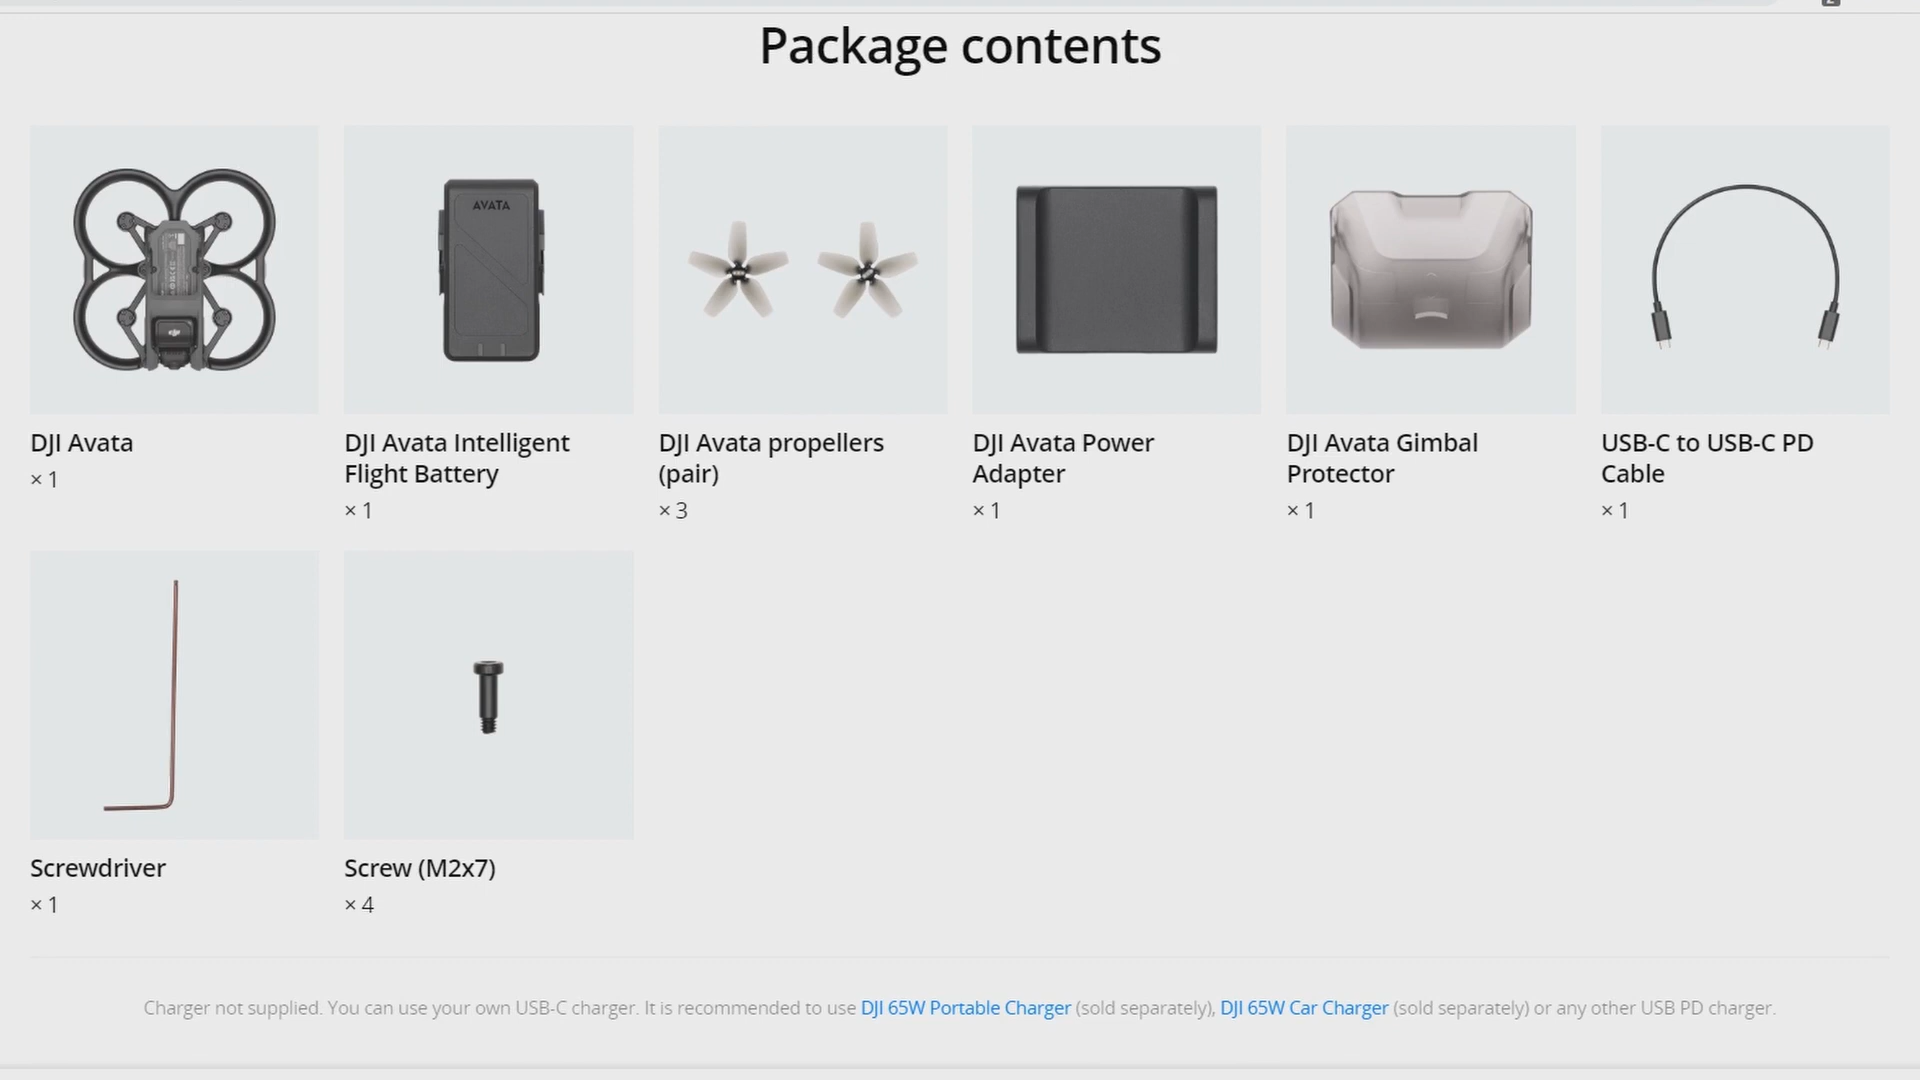 Package contents
AVATA
DJI Avata
× 1
DJI Avata Intelligent
Flight Battery
× 1
DJI Avata propellers
(pair)
× 3
DJI Avata Power
Adapter
× 1
DJI Avata Gimbal
Protector
× 1
USB-C to USB-C PD
Cable
× 1
Screwdriver
× 1
Screw (M2x7)
× 4
Charger not supplied. You can use your own USB-C charger. It is recommended to use DJI 65W Portable Charger (sold separately), DJI 65W Car Charger (sold separately) or any other USB PD charger.